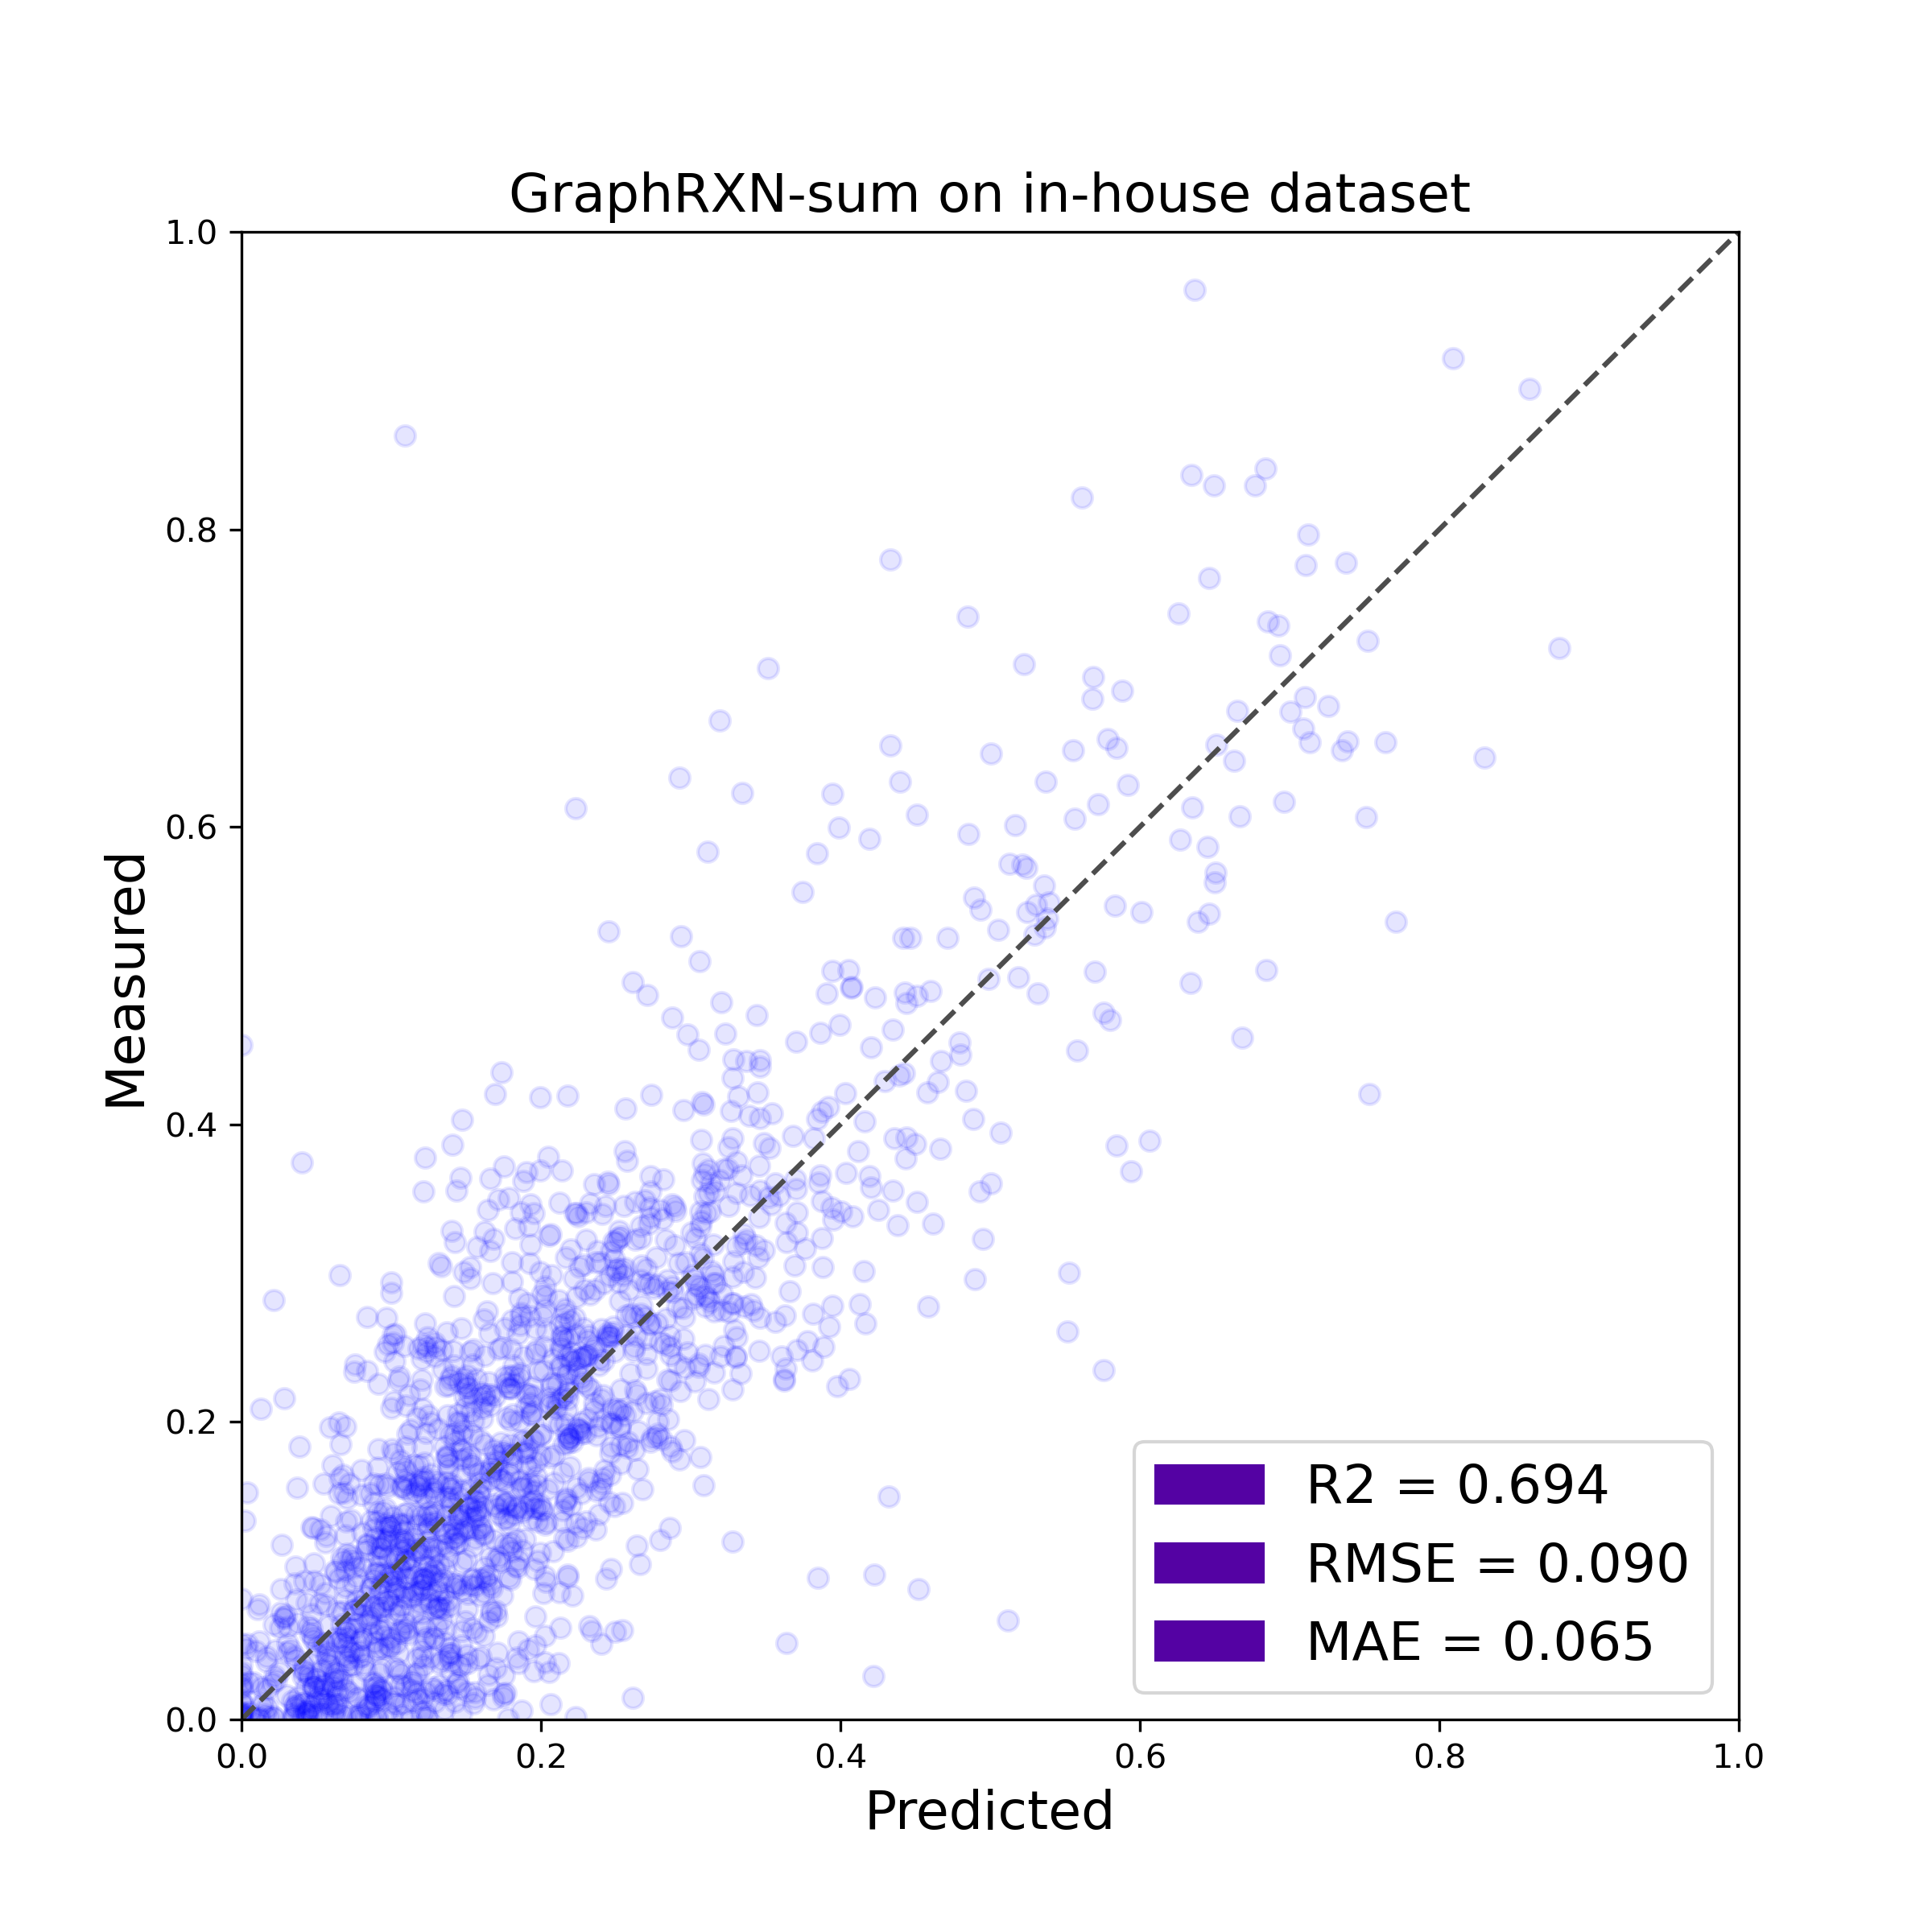 GraphRXN-sum on in-house dataset
1.0
0.8
0.6
0.4
0.2
0.0
Measured
0.0 0.2 0.4 0.6 0.8 1.0
Predicted
R2 = 0.694
RMSE = 0.090
MAE = 0.065